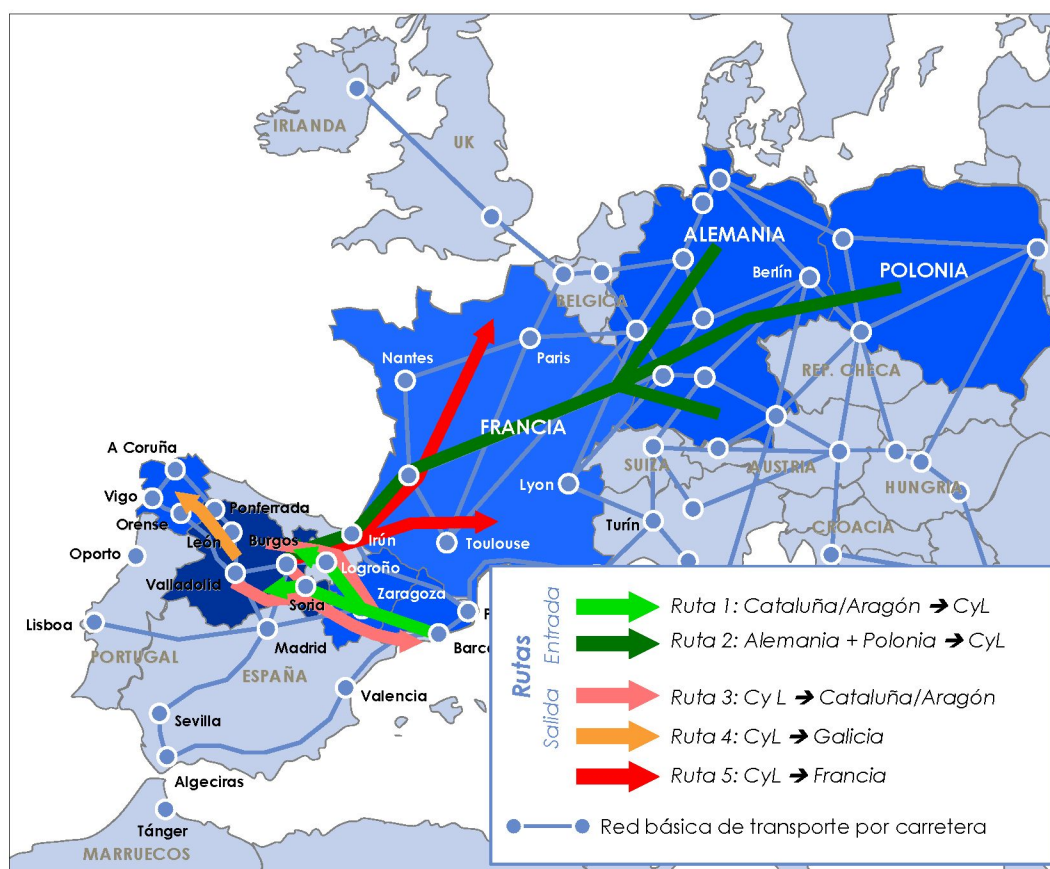 IRLANDA
UK
ALEMANIA
Berlín
POLONIA
BELGICA
Nantes
Paris
REP. CHECA
FRANCIA
A Coruña
SUIZA
AUSTRIA
Lyon
HUNGRIA
Vigo
Ponferrada
Orense
Turín
CROACIA
León
Burgos
Irún
Toulouse
Oporto
Logroño
Valladolid
Zaragoza
Soria
Lisboa
P
Madrid
Barce
PORTUGAL
ESPAÑA
Valencia
Sevilla
Algeciras
Tánger
MARRUECOS
Rutas
Entrada
Ruta 1: Cataluña/Aragón → CyL
Ruta 2: Alemania + Polonia → CyL
Salida
Ruta 3: Cy L → Cataluña/Aragón
Ruta 4: CyL → Galicia
Ruta 5: CyL → Francia
Red básica de transporte por carretera